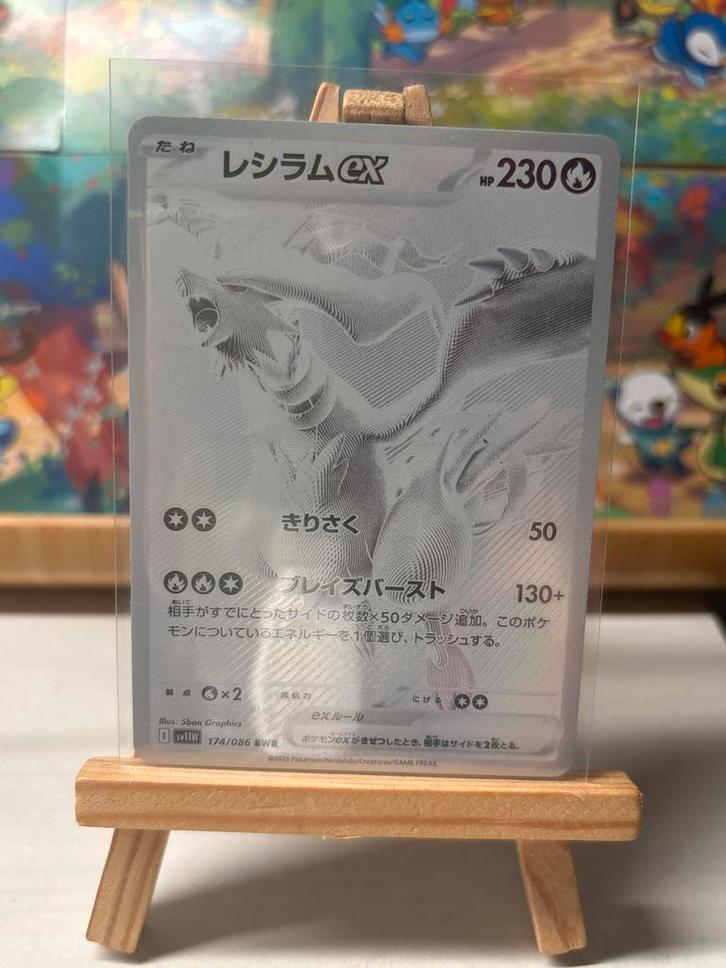 たね
レシラムex
HP 230
きりさく 50
ブレイズバースト 130+
相手がすでにとったサイドの枚数×50ダメージ追加。このポケ
モンについているエネルギーを1個選び、トラッシュする。
弱点 ×2 抵抗力 にげる
exルール
ポケモンexがきぜつしたとき、相手はサイドを2枚とる。
Illus. 5ban Graphics
I sv11W 174/086 BWR
©2025 Pokémon/Nintendo/Creatures/GAME FREAK.